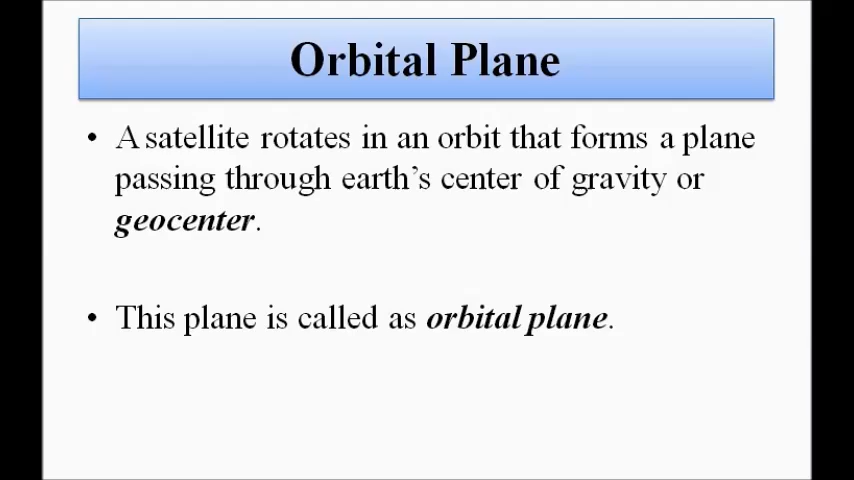 Orbital Plane
• A satellite rotates in an orbit that forms a plane
passing through earth's center of gravity or
geocenter.
• This plane is called as orbital plane.